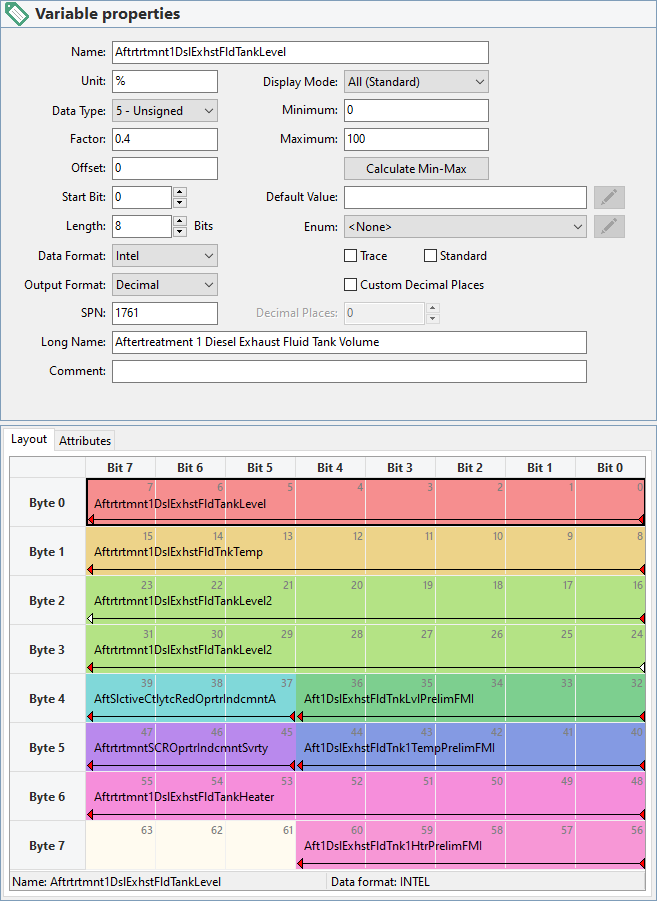 Variable properties
Name: Aftrtrtmnt1DslExhstFldTankLevel
Unit: % Display Mode: All (Standard)
Data Type: 5 - Unsigned Minimum: 0
Factor: 0.4 Maximum: 100
Offset: 0 Calculate Min-Max
Start Bit: 0 Default Value:
Length: 8 Bits Enum: <None>
Data Format: Intel Trace Standard
Output Format: Decimal Custom Decimal Places
SPN: 1761 Decimal Places: 0
Long Name: Aftertreatment 1 Diesel Exhaust Fluid Tank Volume
Comment:
Layout Attributes
Bit 7 Bit 6 Bit 5 Bit 4 Bit 3 Bit 2 Bit 1 Bit 0
7 6 5 4 3 2 1 0
Byte 0 Aftrtrtmnt1DslExhstFldTankLevel
15 14 13 12 11 10 9 8
Byte 1 Aftrtrtmnt1DslExhstFldTnkTemp
23 22 21 20 19 18 17 16
Byte 2 Aftrtrtmnt1DslExhstFldTankLevel2
31 30 29 28 27 26 25 24
Byte 3 Aftrtrtmnt1DslExhstFldTankLevel2
39 38 37 36 35 34 33 32
Byte 4 AftSlctiveCtlytcRedOprtrIndcmntA Aft1DslExhstFldTnkLvlPrelimFMI
47 46 45 44 43 42 41 40
Byte 5 AftrtrtmntSCROprtrIndcmntSvrty Aft1DslExhstFldTnk1TempPrelimFMI
55 54 53 52 51 50 49 48
Byte 6 Aftrtrtmnt1DslExhstFldTankHeater
63 62 61 60 59 58 57 56
Byte 7 Aft1DslExhstFldTnk1HtrPrelimFMI
Name: Aftrtrtmnt1DslExhstFldTankLevel Data format: INTEL